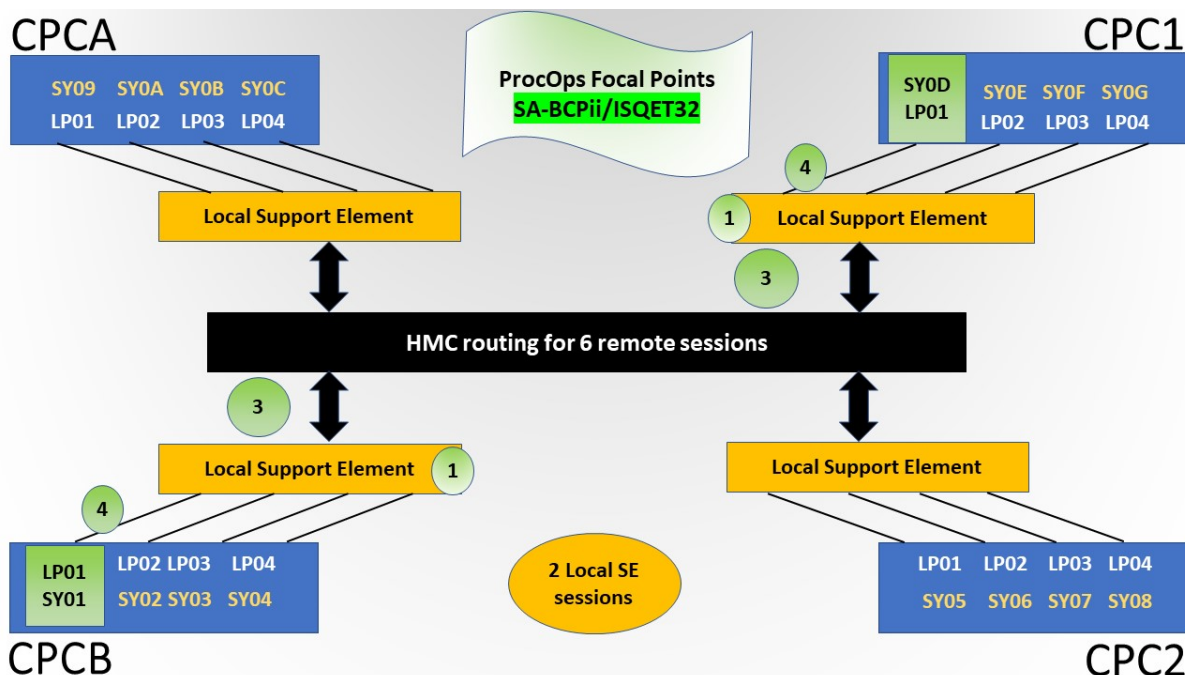 CPCA
SY09 SY0A SY0B SY0C
LP01 LP02 LP03 LP04
Local Support Element
ProcOps Focal Points
SA-BCPii/ISQET32
CPC1
SY0D SY0E SY0F SY0G
LP01 LP02 LP03 LP04
4
1 Local Support Element
3
HMC routing for 6 remote sessions
3
Local Support Element 1
4
LP01 LP02 LP03 LP04
SY01 SY02 SY03 SY04
CPCB
2 Local SE
sessions
Local Support Element
LP01 LP02 LP03 LP04
SY05 SY06 SY07 SY08
CPC2